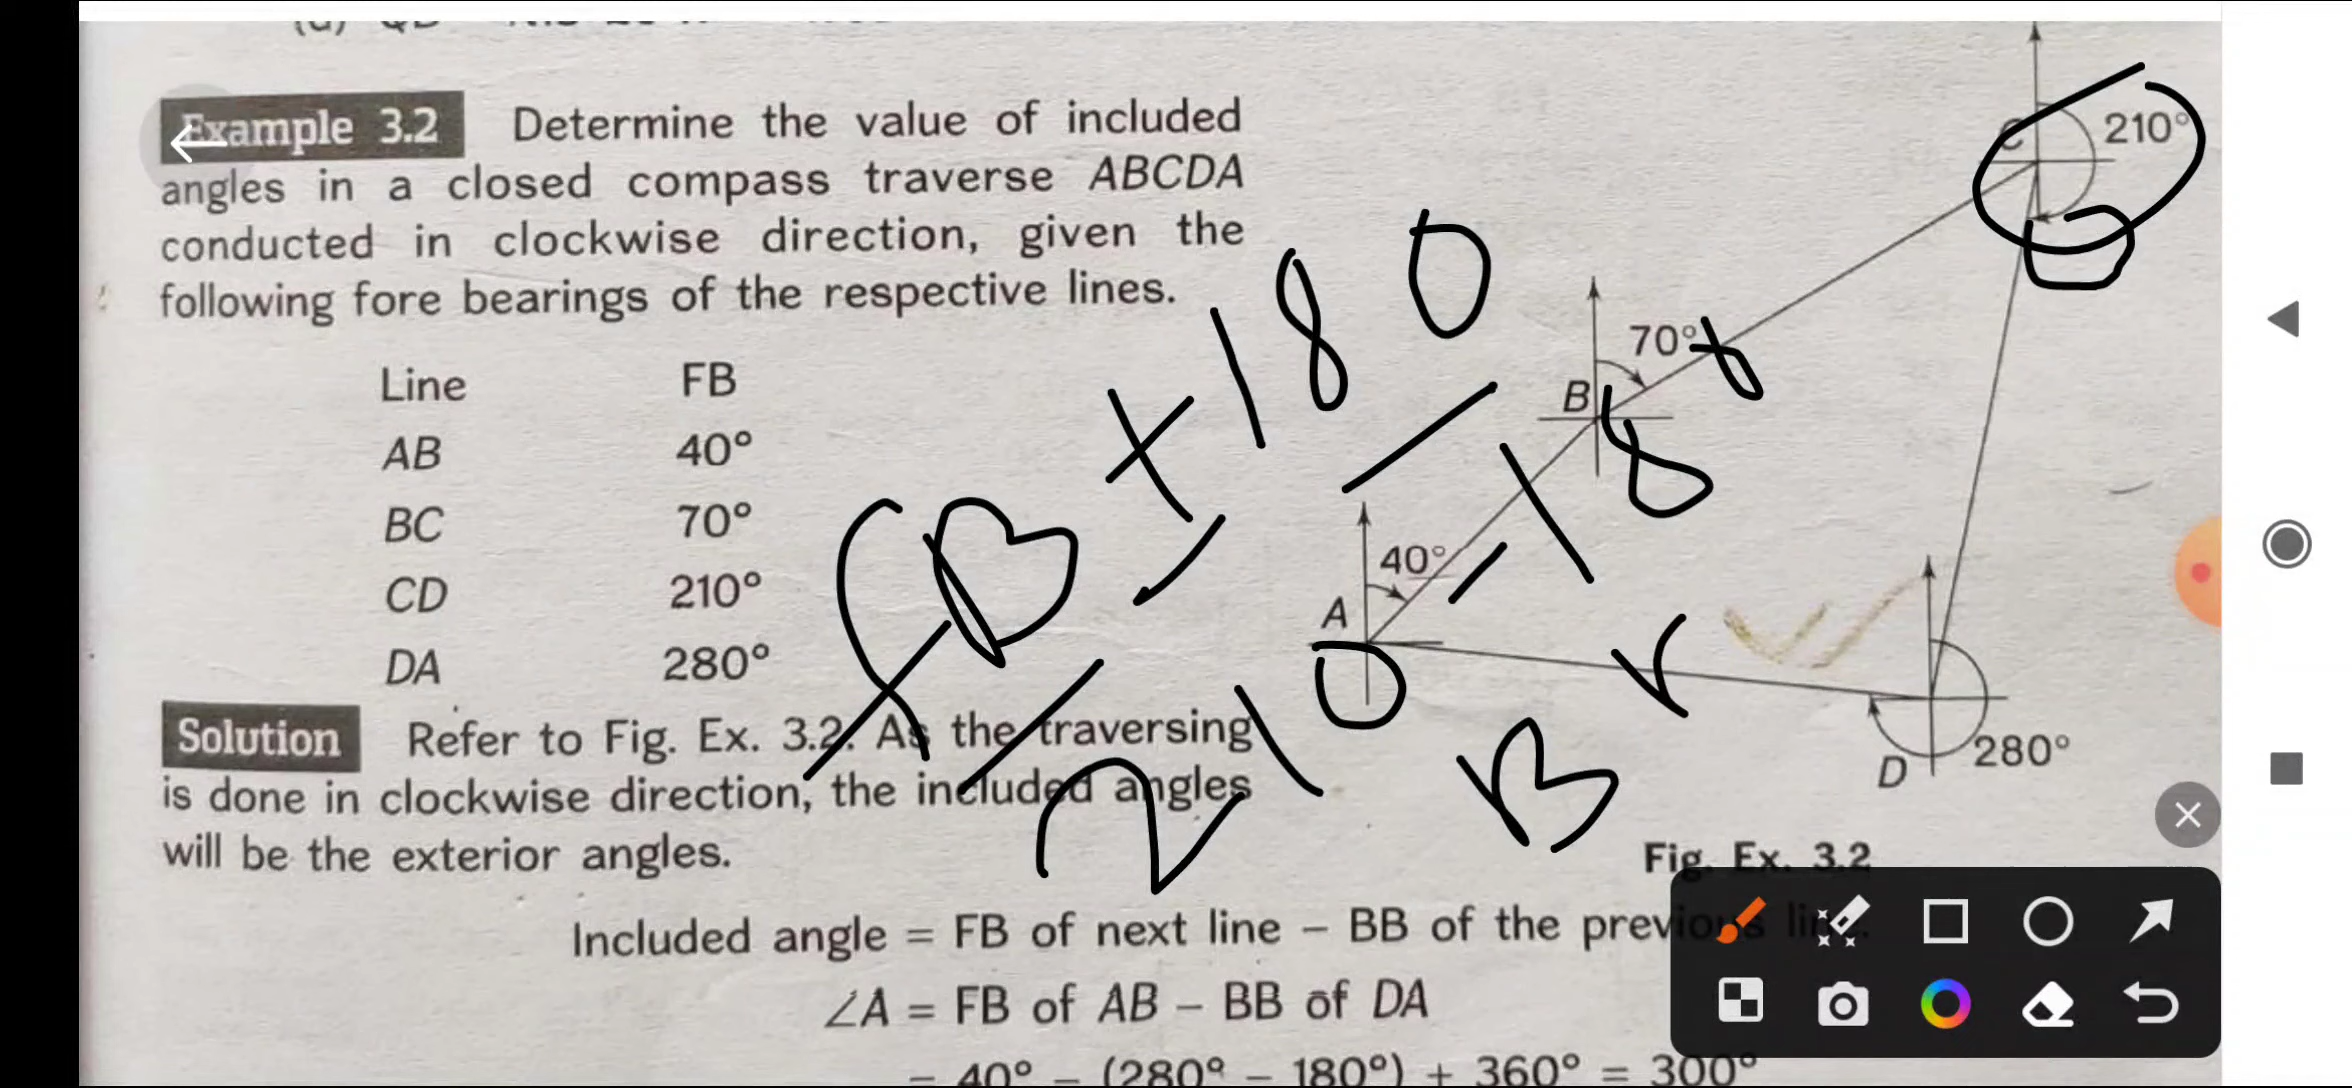 Example 3.2 Determine the value of included
angles in a closed compass traverse ABCDA
conducted in clockwise direction, given the
following fore bearings of the respective lines.
Line FB
AB 40°
BC 70°
CD 210°
DA 280°
Solution Refer to Fig. Ex. 3.2. As the traversing
is done in clockwise direction, the included angles
will be the exterior angles.
C 210°
70°
B
40°
A
D 280°
Fig. Ex. 3.2
+180
210
Included angle = FB of next line – BB of the previous line.
∠A = FB of AB – BB of DA
= 40° – (280° – 180°) + 360° = 300°